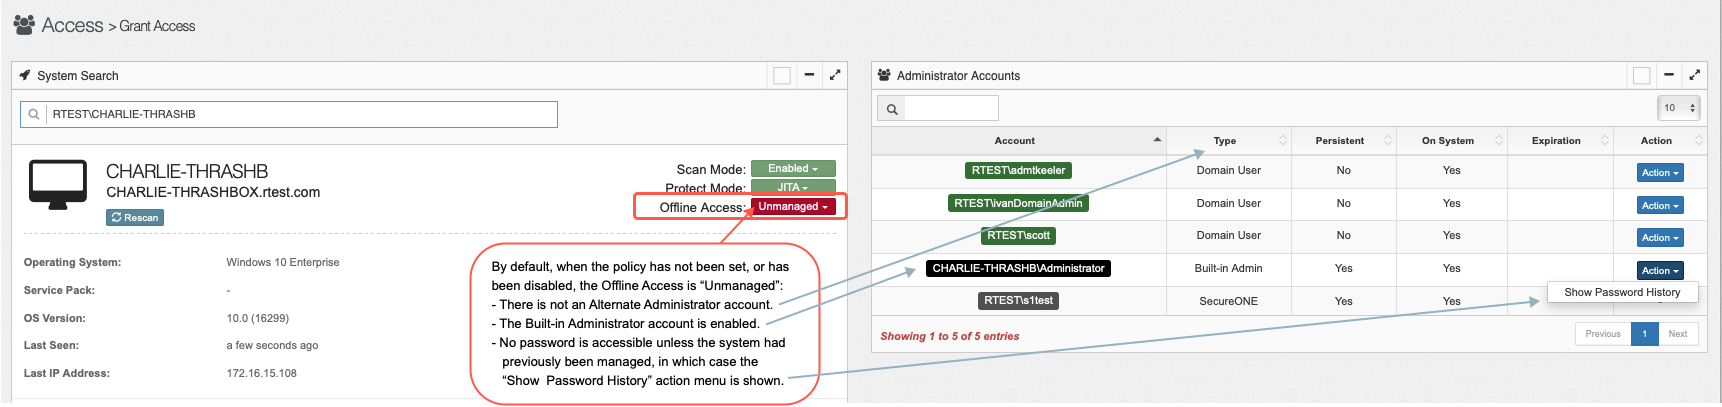 Access > Grant Access
System Search
RTEST\CHARLIE-THRASHB
CHARLIE-THRASHB
CHARLIE-THRASHBOX.rtest.com
Rescan
Scan Mode: Enabled
Protect Mode: JITA
Offline Access: Unmanaged
Operating System: Windows 10 Enterprise
Service Pack: -
OS Version: 10.0 (16299)
Last Seen: a few seconds ago
Last IP Address: 172.16.15.108
By default, when the policy has not been set, or has
been disabled, the Offline Access is “Unmanaged”:
- There is not an Alternate Administrator account.
- The Built-in Administrator account is enabled.
- No password is accessible unless the system had
previously been managed, in which case the
“Show Password History” action menu is shown.
Administrator Accounts
10
Account Type Persistent On System Expiration Action
RTEST\admtkeeler Domain User No Yes Action
RTEST\ivanDomainAdmin Domain User No Yes Action
RTEST\scott Domain User No Yes Action
CHARLIE-THRASHB\Administrator Built-in Admin Yes Yes Action
Show Password History
RTEST\s1test SecureONE Yes Yes
Showing 1 to 5 of 5 entries
Previous 1 Next